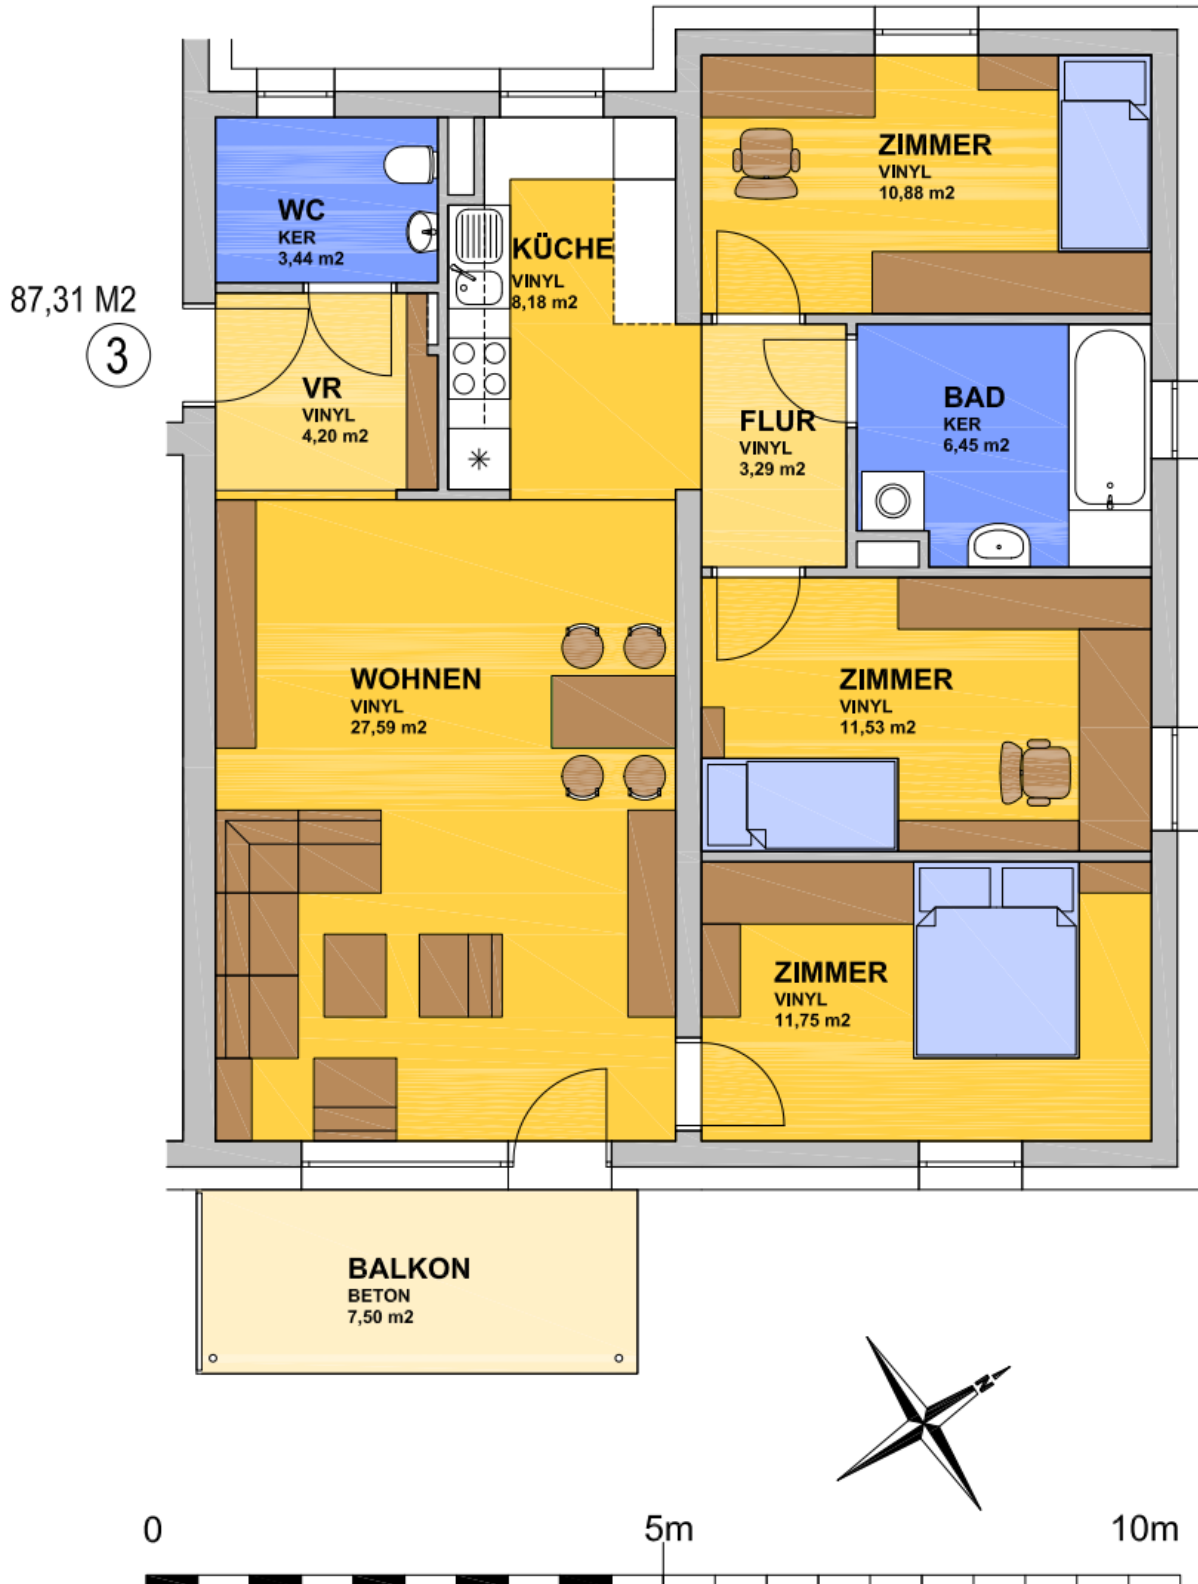 ZIMMER
VINYL
10,88 m2
WC
KER
3,44 m2
KÜCHE
VINYL
8,18 m2
87,31 M2
3
VR
VINYL
4,20 m2
FLUR
VINYL
3,29 m2
BAD
KER
6,45 m2
WOHNEN
VINYL
27,59 m2
ZIMMER
VINYL
11,53 m2
ZIMMER
VINYL
11,75 m2
BALKON
BETON
7,50 m2
N
0 5m 10m